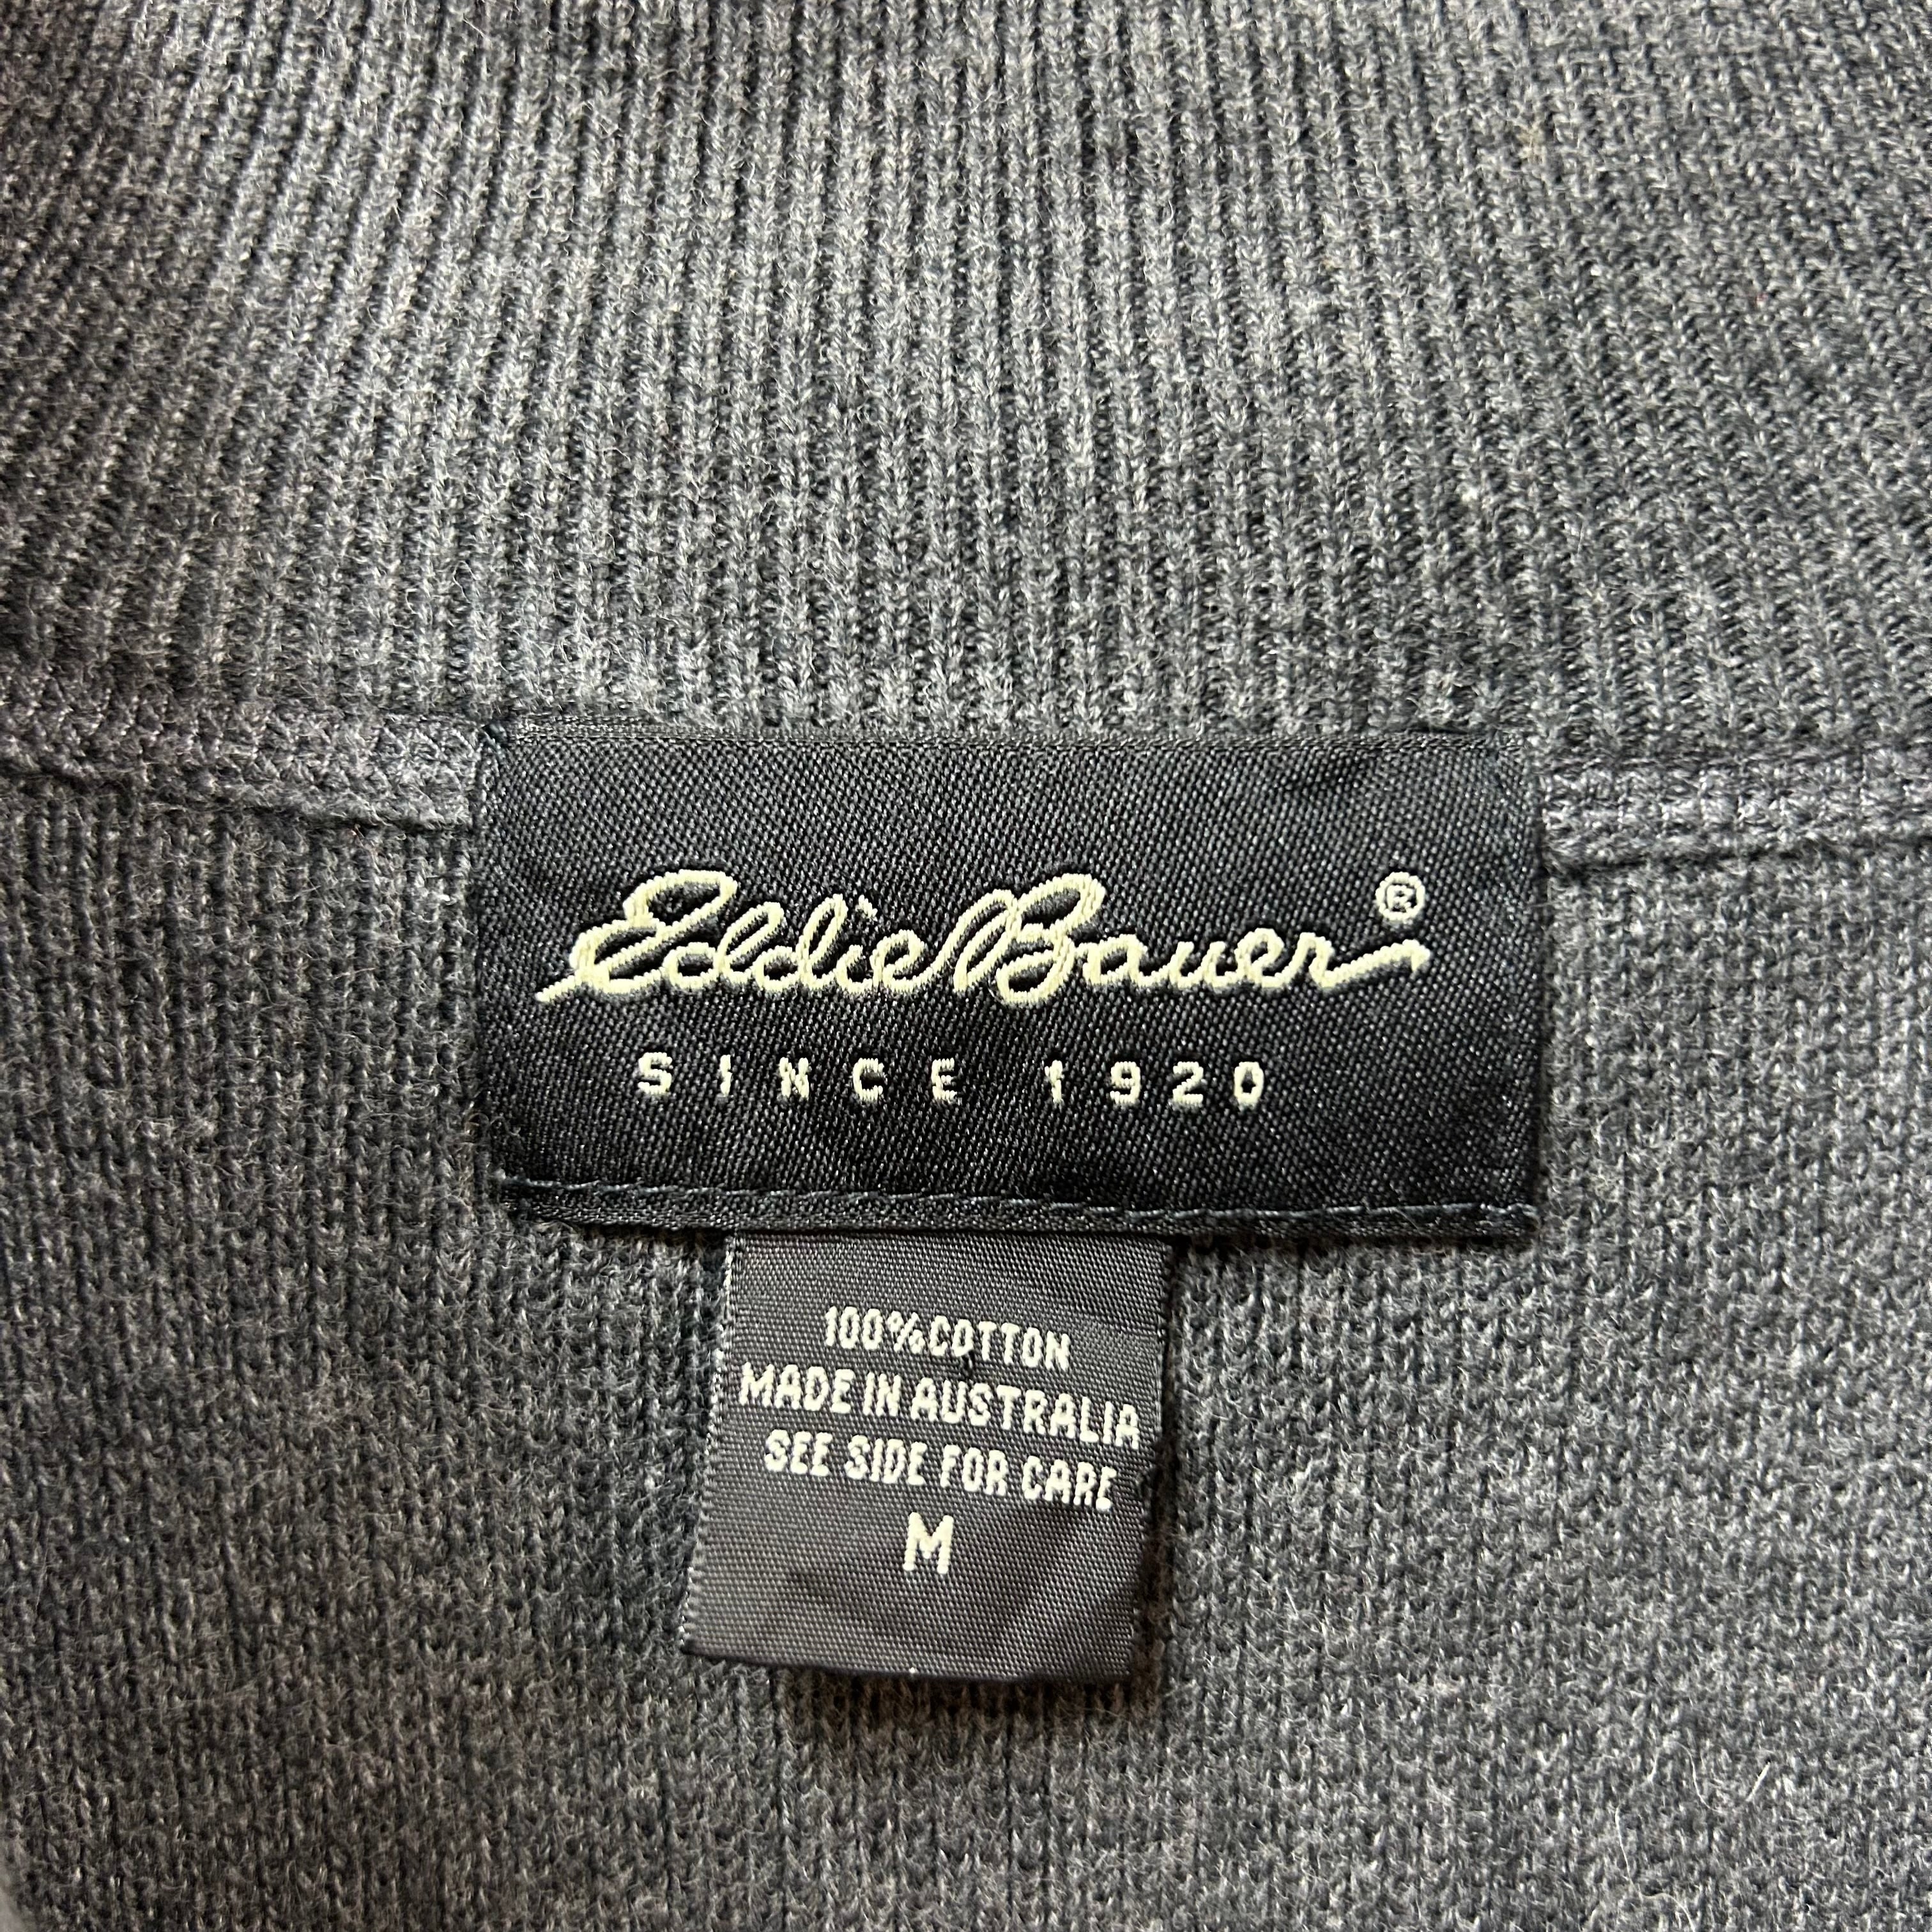 Eddie Bauer ®
SINCE 1920
100% COTTON
MADE IN AUSTRALIA
SEE SIDE FOR CARE
M